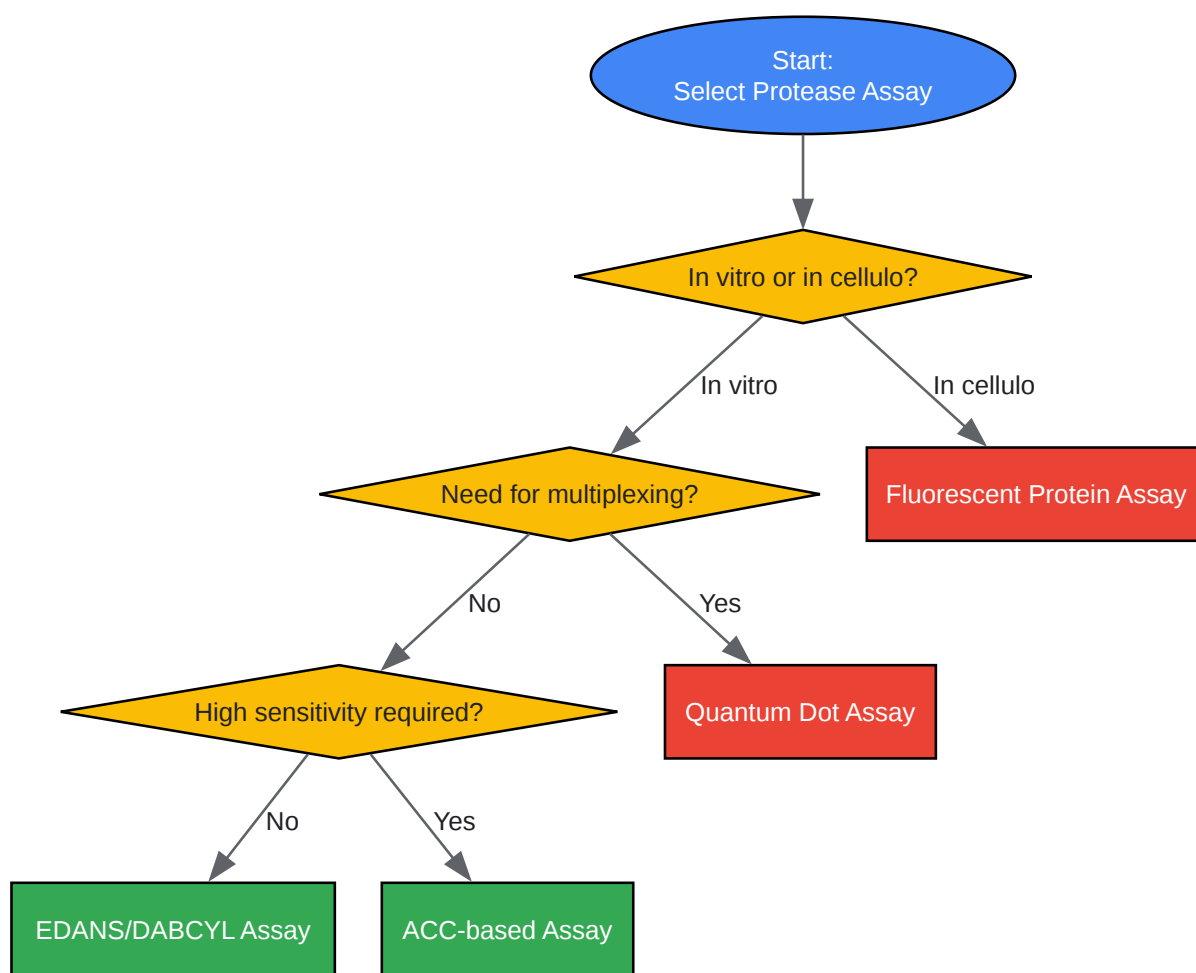 Start:
Select Protease Assay
In vitro or in cellulo?
In vitro
In cellulo
Need for multiplexing?
Fluorescent Protein Assay
No
Yes
High sensitivity required?
Quantum Dot Assay
No
Yes
EDANS/DABCYL Assay
ACC-based Assay